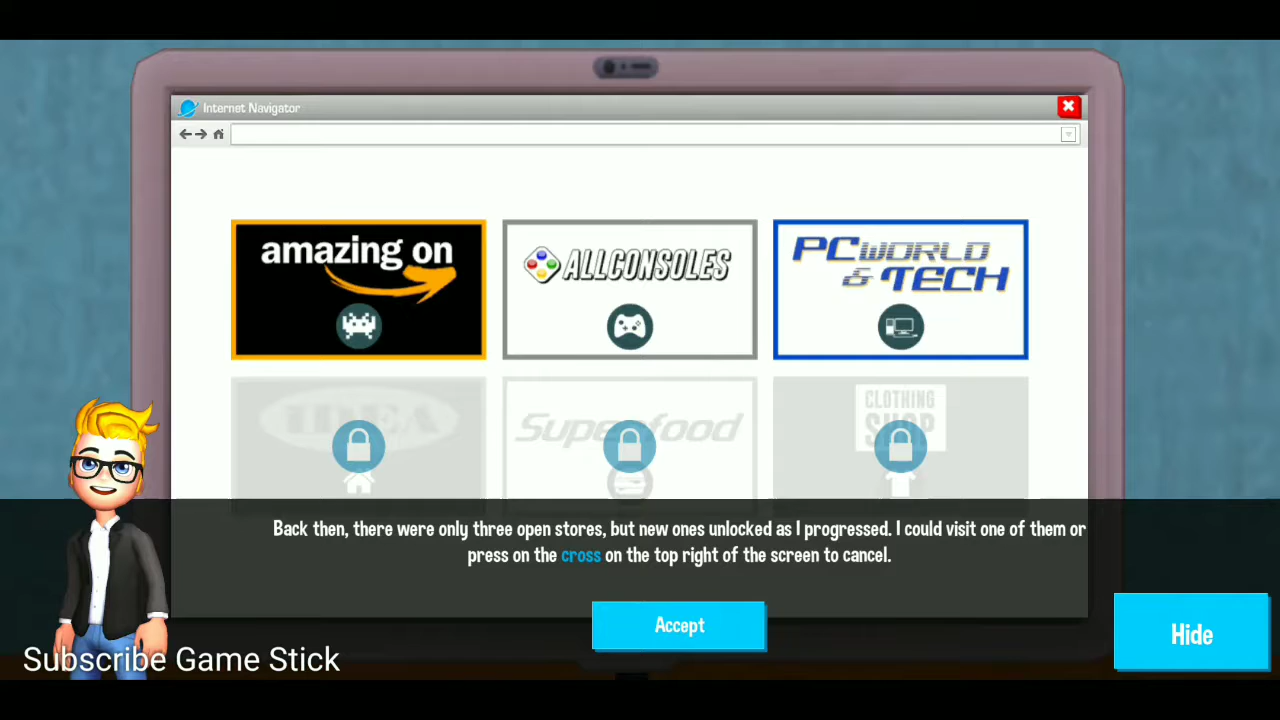 Internet Navigator
amazing on
ALLCONSOLES
PC WORLD
& TECH
IDEA
Superfood
CLOTHING
SHOP
Back then, there were only three open stores, but new ones unlocked as I progressed. I could visit one of them or
press on the cross on the top right of the screen to cancel.
Accept
Hide
Subscribe Game Stick